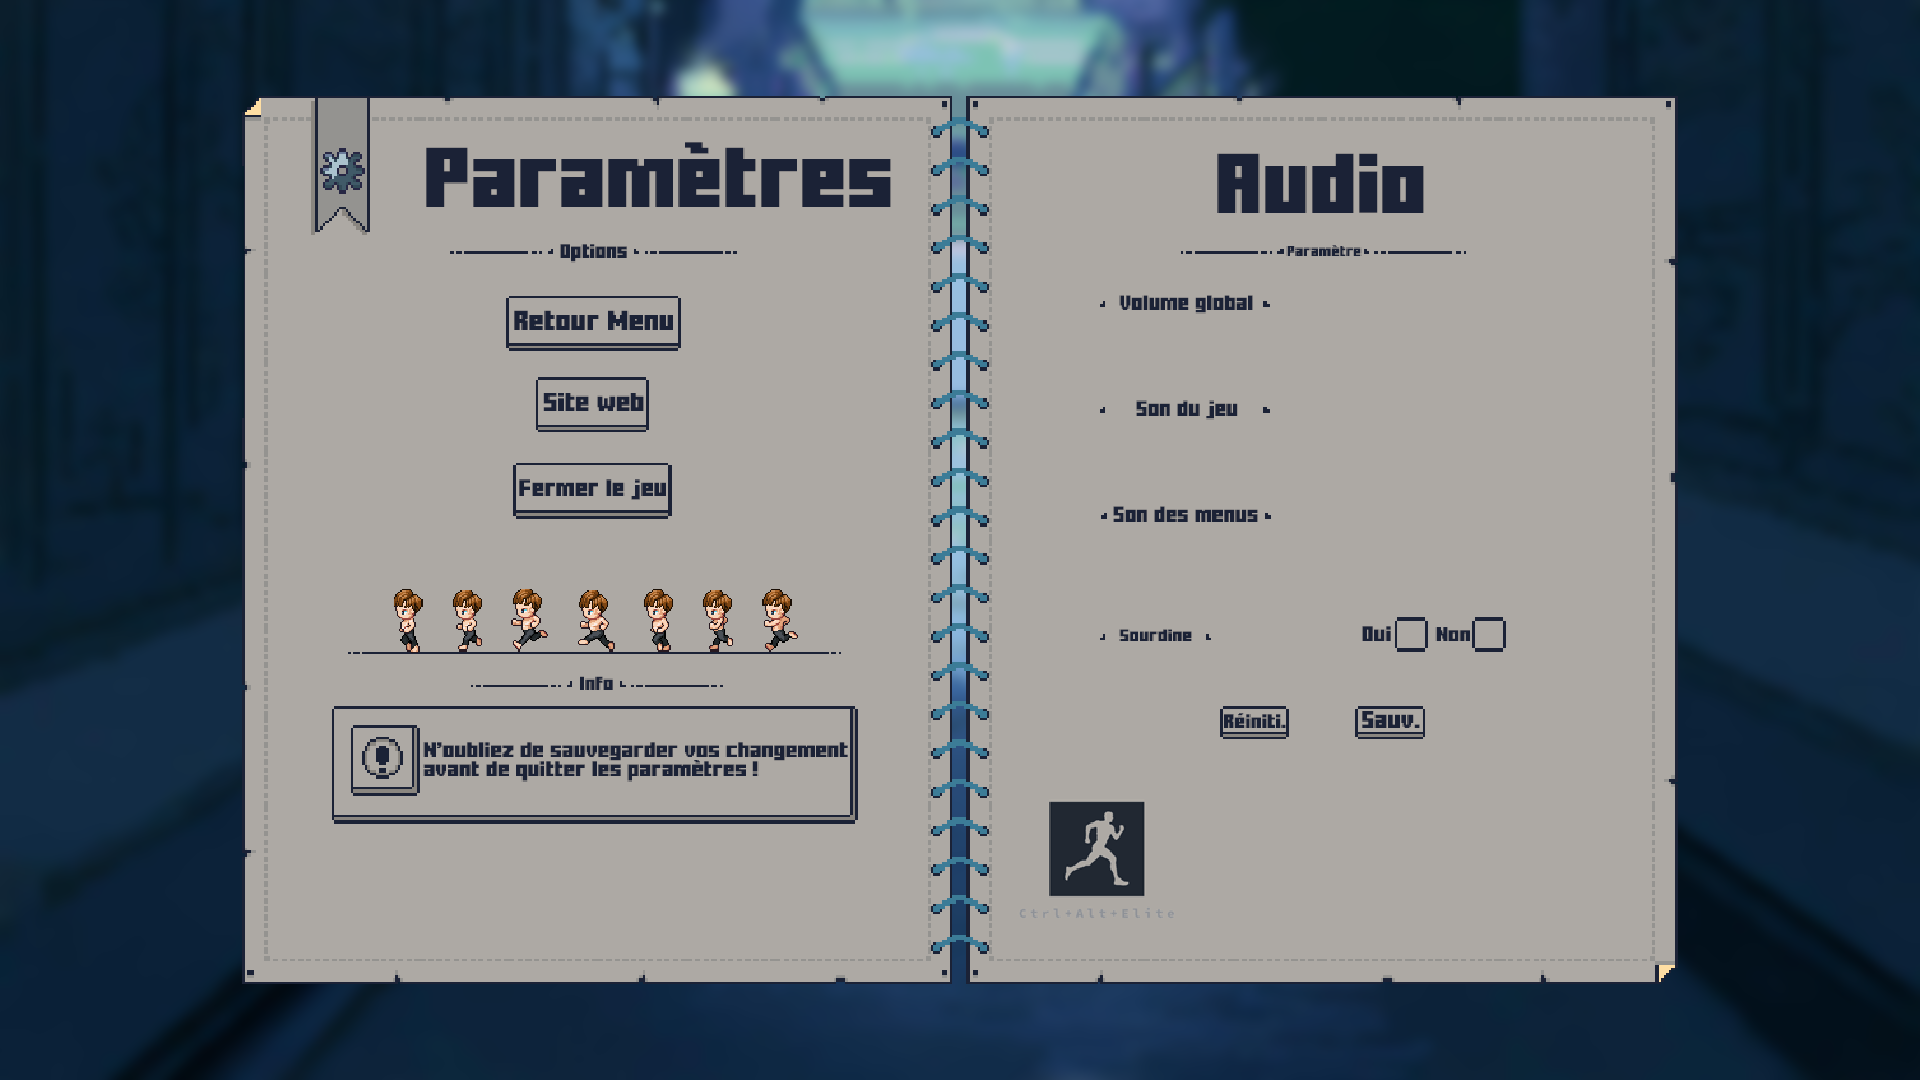 Paramètres
Options
Retour Menu
Site web
Fermer le jeu
Info
N'oubliez de sauvegarder vos changement
avant de quitter les paramètres !
Audio
Paramètre
Volume global
Son du jeu
Son des menus
Sourdine
Oui Non
Réiniti. Sauv.
Ctrl+Alt+Elite